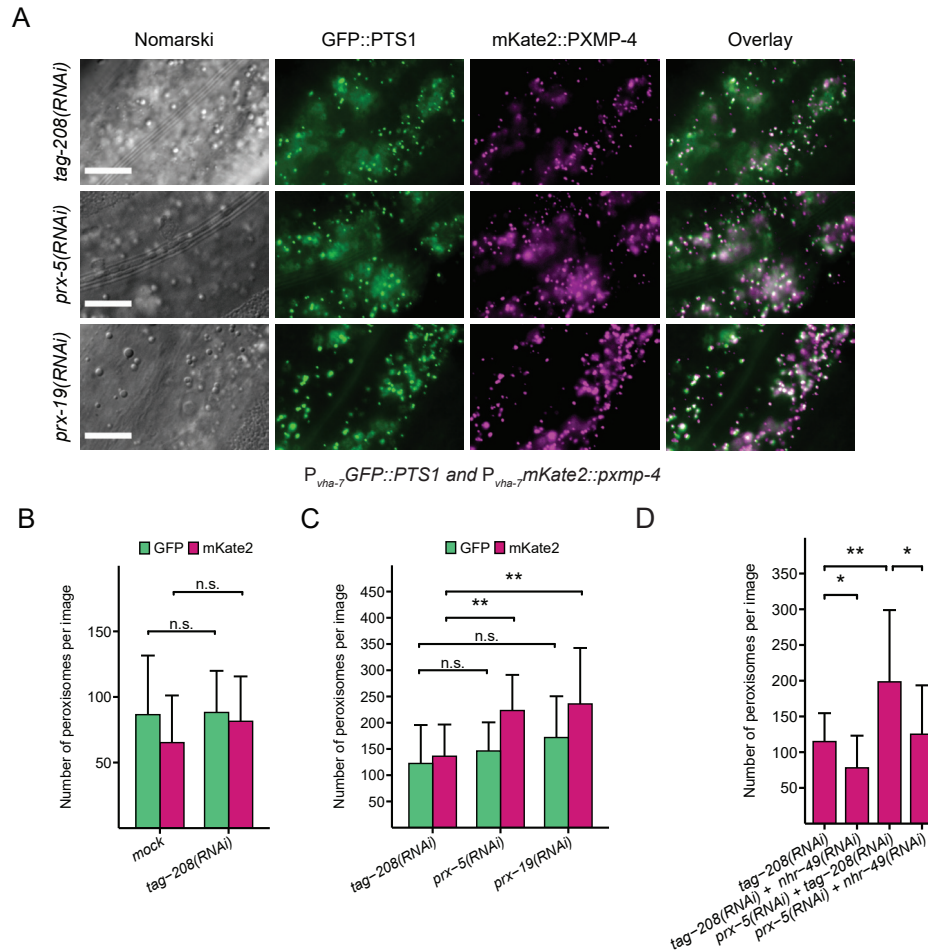 A
Nomarski GFP::PTS1 mKate2::PXMP-4 Overlay
tag-208(RNAi)
prx-5(RNAi)
prx-19(RNAi)
Pvha-7GFP::PTS1 and Pvha-7mKate2::pxmp-4
B
GFP mKate2
Number of peroxisomes per image
150
100
50
n.s.
n.s.
mock
tag−208(RNAi)
C
GFP mKate2
Number of peroxisomes per image
450
400
350
300
250
200
150
100
50
**
**
n.s.
n.s.
tag−208(RNAi)
prx−5(RNAi)
prx−19(RNAi)
D
Number of peroxisomes per image
350
300
250
200
150
100
50
** *
*
tag−208(RNAi)
tag−208(RNAi) + nhr−49(RNAi)
prx−5(RNAi) + tag−208(RNAi)
prx−5(RNAi) + nhr−49(RNAi)